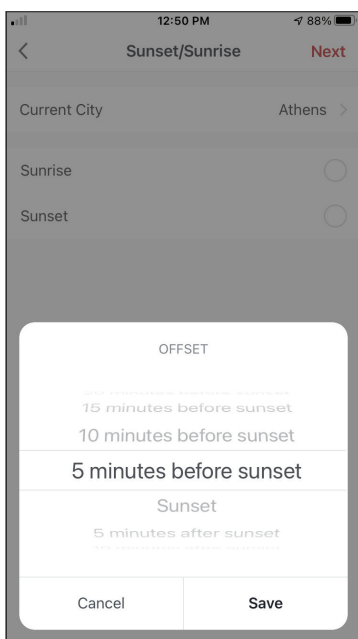 12:50 PM 88%
Sunset/Sunrise Next
Current City Athens
Sunrise
Sunset
OFFSET
15 minutes before sunset
10 minutes before sunset
5 minutes before sunset
Sunset
5 minutes after sunset
Cancel Save